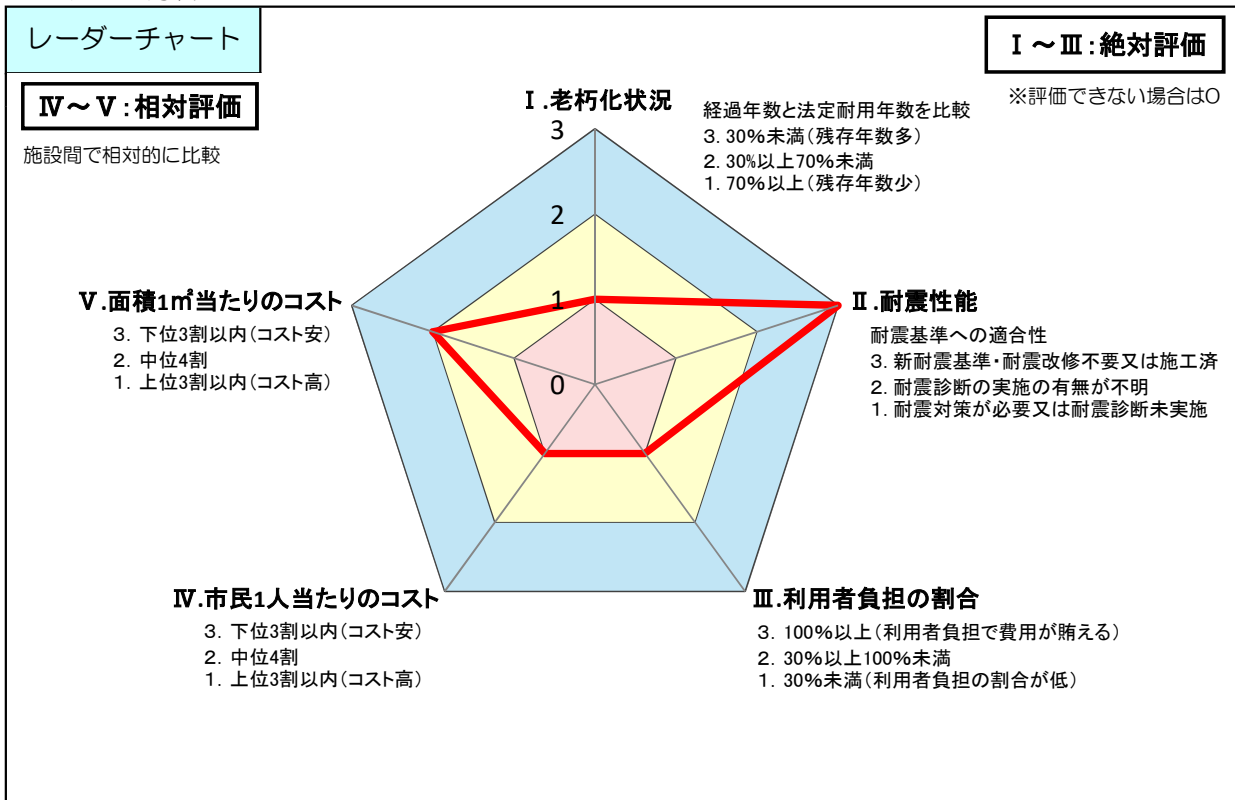 レーダーチャート
Ⅰ～Ⅲ:絶対評価
※評価できない場合は0
Ⅳ～Ⅴ:相対評価
施設間で相対的に比較
Ⅰ.老朽化状況
経過年数と法定耐用年数を比較
3. 30%未満(残存年数多)
2. 30%以上70%未満
1. 70%以上(残存年数少)
3
2
1
0
Ⅱ.耐震性能
耐震基準への適合性
3. 新耐震基準・耐震改修不要又は施工済
2. 耐震診断の実施の有無が不明
1. 耐震対策が必要又は耐震診断未実施
Ⅴ.面積1㎡当たりのコスト
3. 下位3割以内(コスト安)
2. 中位4割
1. 上位3割以内(コスト高)
Ⅳ.市民1人当たりのコスト
3. 下位3割以内(コスト安)
2. 中位4割
1. 上位3割以内(コスト高)
Ⅲ.利用者負担の割合
3. 100%以上(利用者負担で費用が賄える)
2. 30%以上100%未満
1. 30%未満(利用者負担の割合が低)